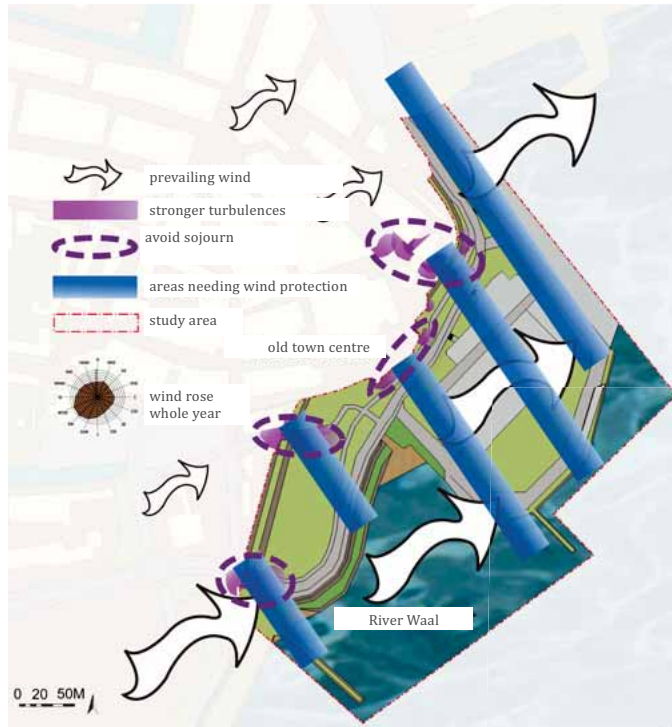 prevailing wind
stronger turbulences
avoid sojourn
areas needing wind protection
study area
old town centre
wind rose
whole year
River Waal
0 20 50M